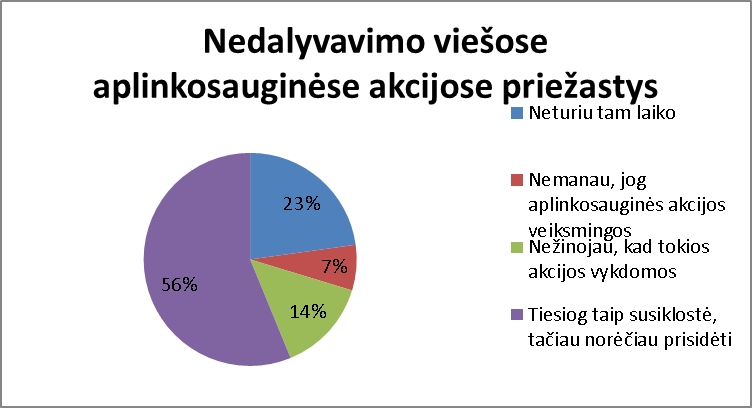 Nedalyvavimo viešose
aplinkosauginėse akcijose priežastys
Neturiu tam laiko
Nemanau, jog
aplinkosauginės akcijos
veiksmingos
Nežinojau, kad tokios
akcijos vykdomos
Tiesiog taip susiklostė,
tačiau norėčiau prisidėti
23%
7%
14%
56%